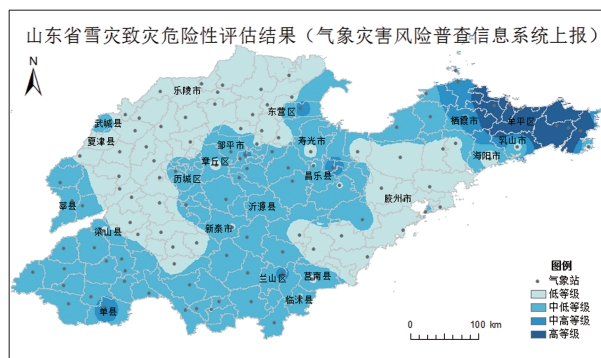 山东省雪灾致灾危险性评估结果（气象灾害风险普查信息系统上报）
N
乐陵市
东营区
武城县
夏津县
栖霞市
牟平区
寿光市
邹平市
乳山市
章丘区
海阳市
历城区
昌乐县
莘县
沂源县
胶州市
新泰市
梁山县
兰山区
莒南县
临沭县
单县
图例
气象站
低等级
中低等级
中高等级
高等级
0 100 km